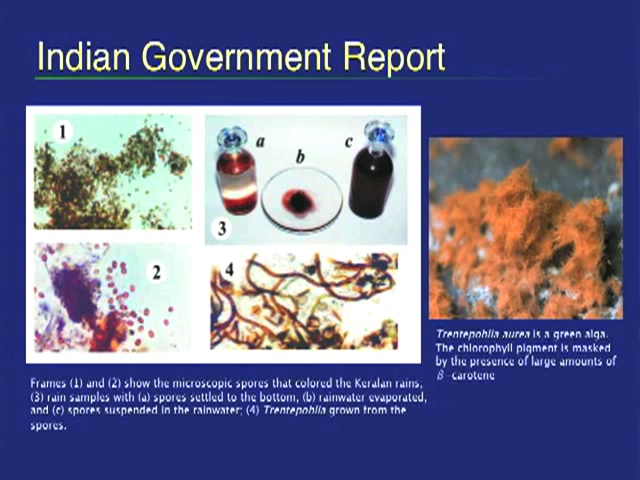 Indian Government Report
1
a
b
c
3
2
4
Trentepohlia aurea is a green alga.
The chlorophyll pigment is masked
by the presence of large amounts of
β -carotene
Frames (1) and (2) show the microscopic spores that colored the Keralan rains;
(3) rain samples with (a) spores settled to the bottom, (b) rainwater evaporated,
and (c) spores suspended in the rainwater; (4) Trentepohlia grown from the
spores.